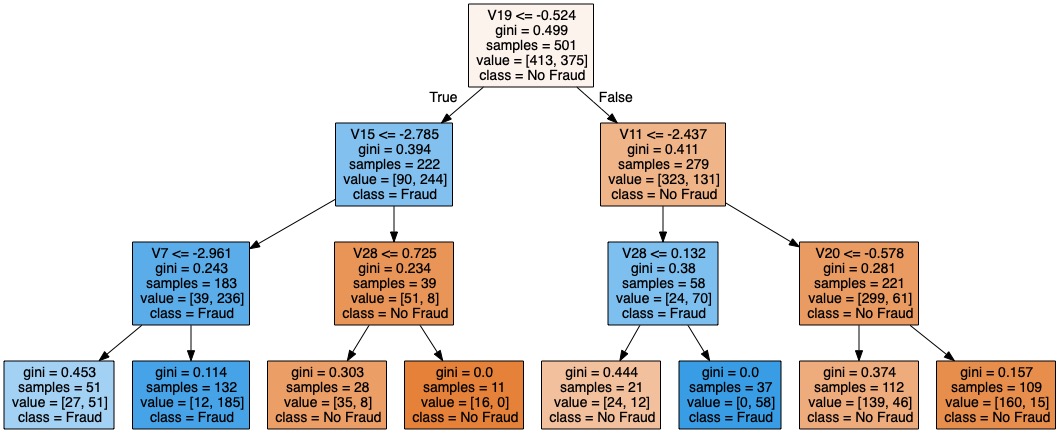 V19 <= -0.524
gini = 0.499
samples = 501
value = [413, 375]
class = No Fraud
True
False
V15 <= -2.785
gini = 0.394
samples = 222
value = [90, 244]
class = Fraud
V11 <= -2.437
gini = 0.411
samples = 279
value = [323, 131]
class = No Fraud
V7 <= -2.961
gini = 0.243
samples = 183
value = [39, 236]
class = Fraud
V28 <= 0.725
gini = 0.234
samples = 39
value = [51, 8]
class = No Fraud
V28 <= 0.132
gini = 0.38
samples = 58
value = [24, 70]
class = Fraud
V20 <= -0.578
gini = 0.281
samples = 221
value = [299, 61]
class = No Fraud
gini = 0.453
samples = 51
value = [27, 51]
class = Fraud
gini = 0.114
samples = 132
value = [12, 185]
class = Fraud
gini = 0.303
samples = 28
value = [35, 8]
class = No Fraud
gini = 0.0
samples = 11
value = [16, 0]
class = No Fraud
gini = 0.444
samples = 21
value = [24, 12]
class = No Fraud
gini = 0.0
samples = 37
value = [0, 58]
class = Fraud
gini = 0.374
samples = 112
value = [139, 46]
class = No Fraud
gini = 0.157
samples = 109
value = [160, 15]
class = No Fraud